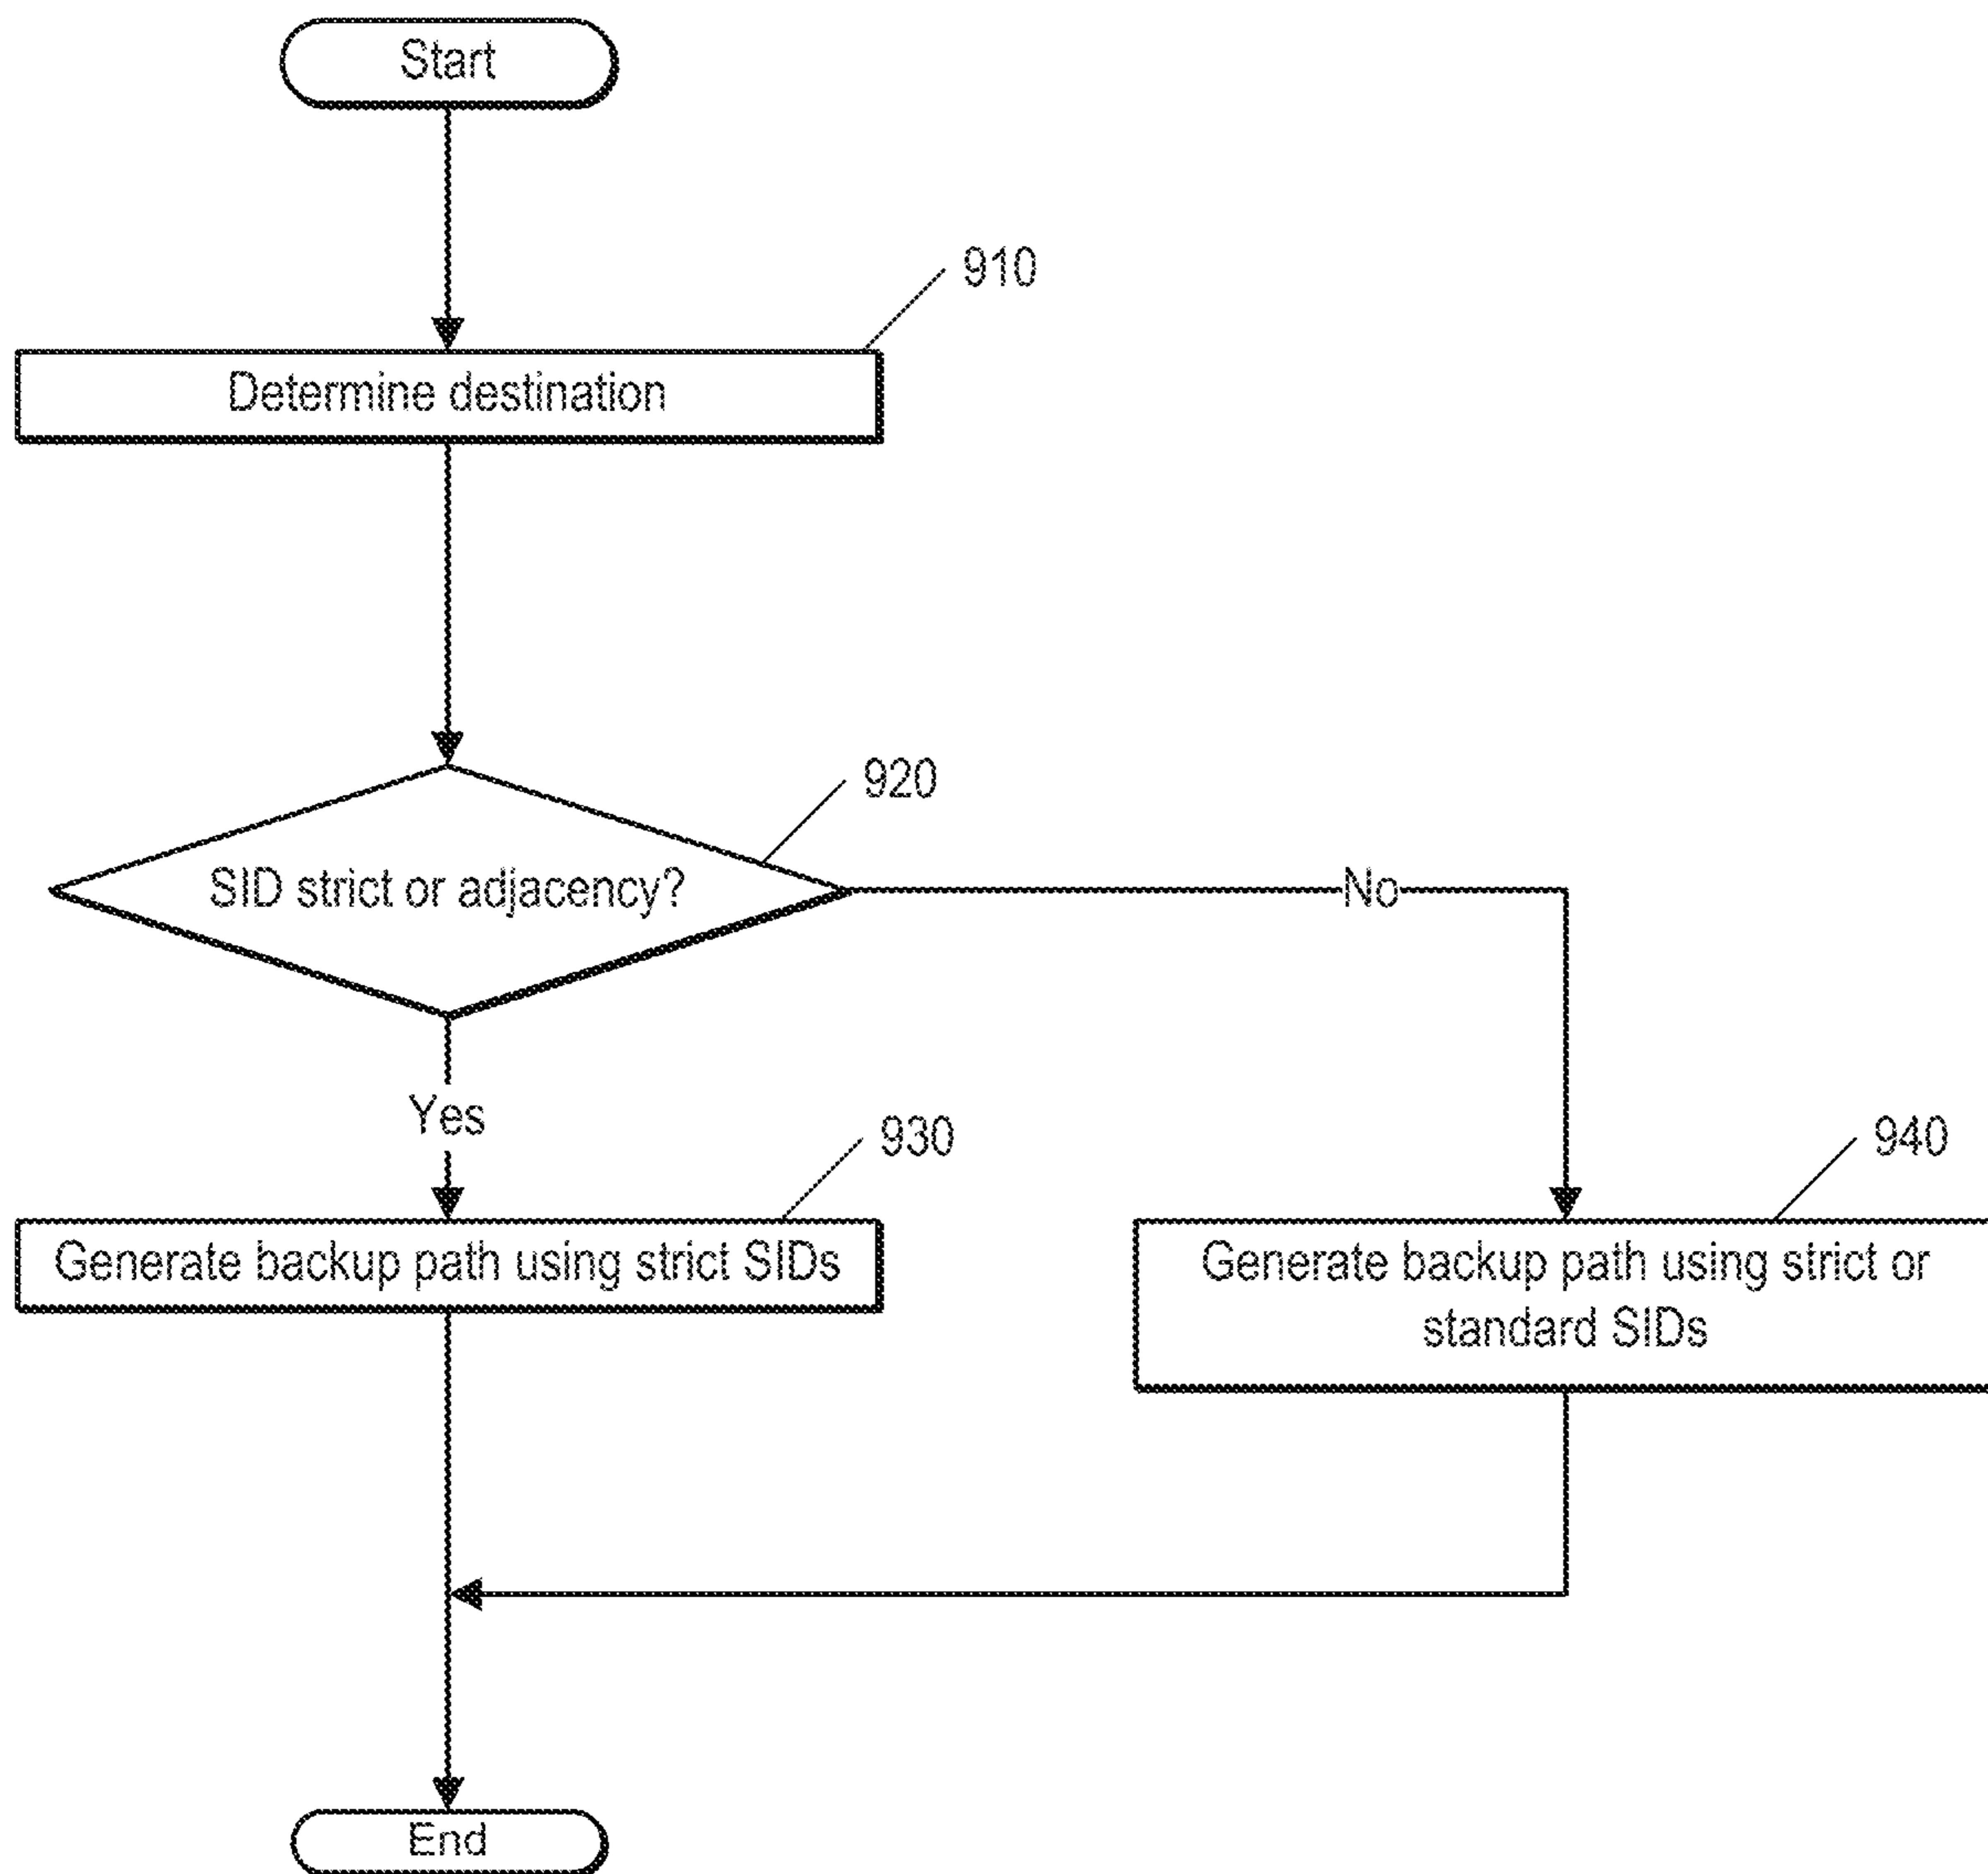 Start
910
Determine destination
920
SID strict or adjacency?
No
Yes
930
Generate backup path using strict SIDs
940
Generate backup path using strict or
standard SIDs
End